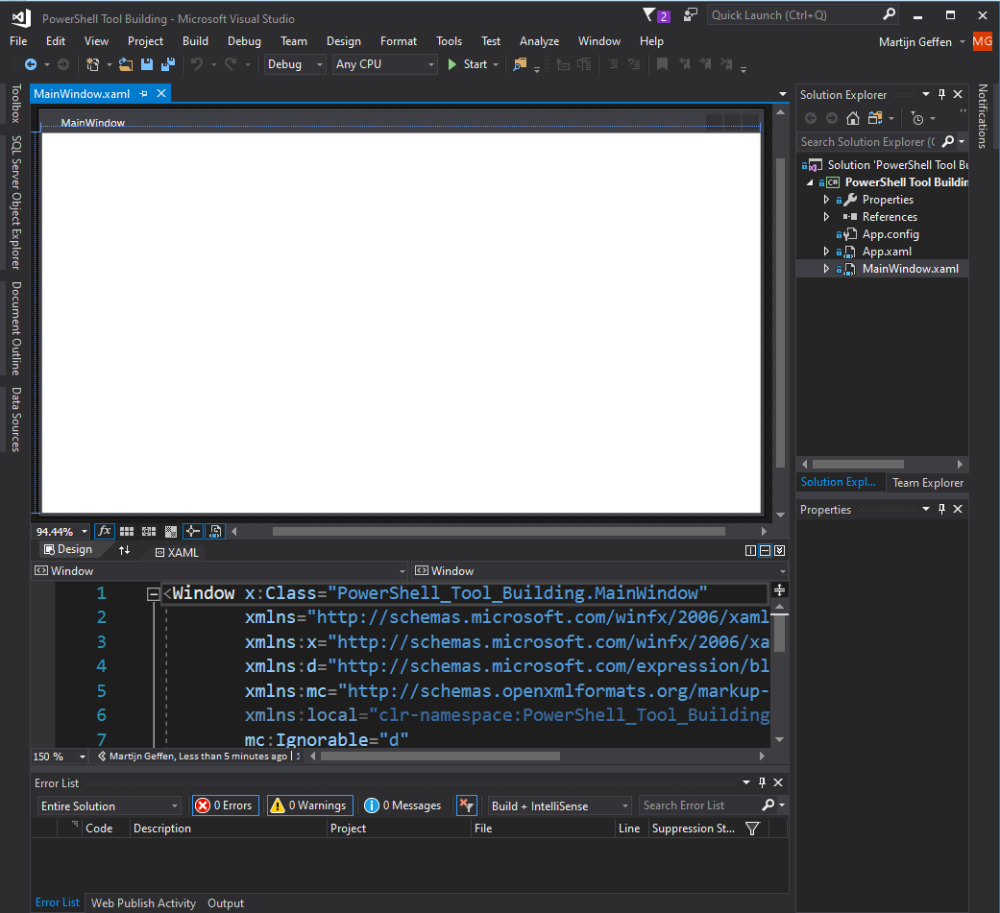 PowerShell Tool Building - Microsoft Visual Studio
2
Quick Launch (Ctrl+Q)
File Edit View Project Build Debug Team Design Format Tools Test Analyze Window Help
Martijn Geffen MG
Debug Any CPU Start
Toolbox
SQL Server Object Explorer
Document Outline
Data Sources
MainWindow.xaml
MainWindow
94.44% fx
Design XAML
Window Window
1 <Window x:Class="PowerShell_Tool_Building.MainWindow"
2 xmlns="http://schemas.microsoft.com/winfx/2006/xaml
3 xmlns:x="http://schemas.microsoft.com/winfx/2006/xa
4 xmlns:d="http://schemas.microsoft.com/expression/bl
5 xmlns:mc="http://schemas.openxmlformats.org/markup-
6 xmlns:local="clr-namespace:PowerShell_Tool_Building
7 mc:Ignorable="d"
150 % Martijn Geffen, Less than 5 minutes ago | 1
Error List
Entire Solution 0 Errors 0 Warnings 0 Messages Build + IntelliSense Search Error List
Code Description Project File Line Suppression St...
Error List Web Publish Activity Output
Solution Explorer
Search Solution Explorer (C
Solution 'PowerShell Tool Bu
C# PowerShell Tool Buildin
Properties
References
App.config
App.xaml
MainWindow.xaml
Solution Expl... Team Explorer
Properties
Notifications